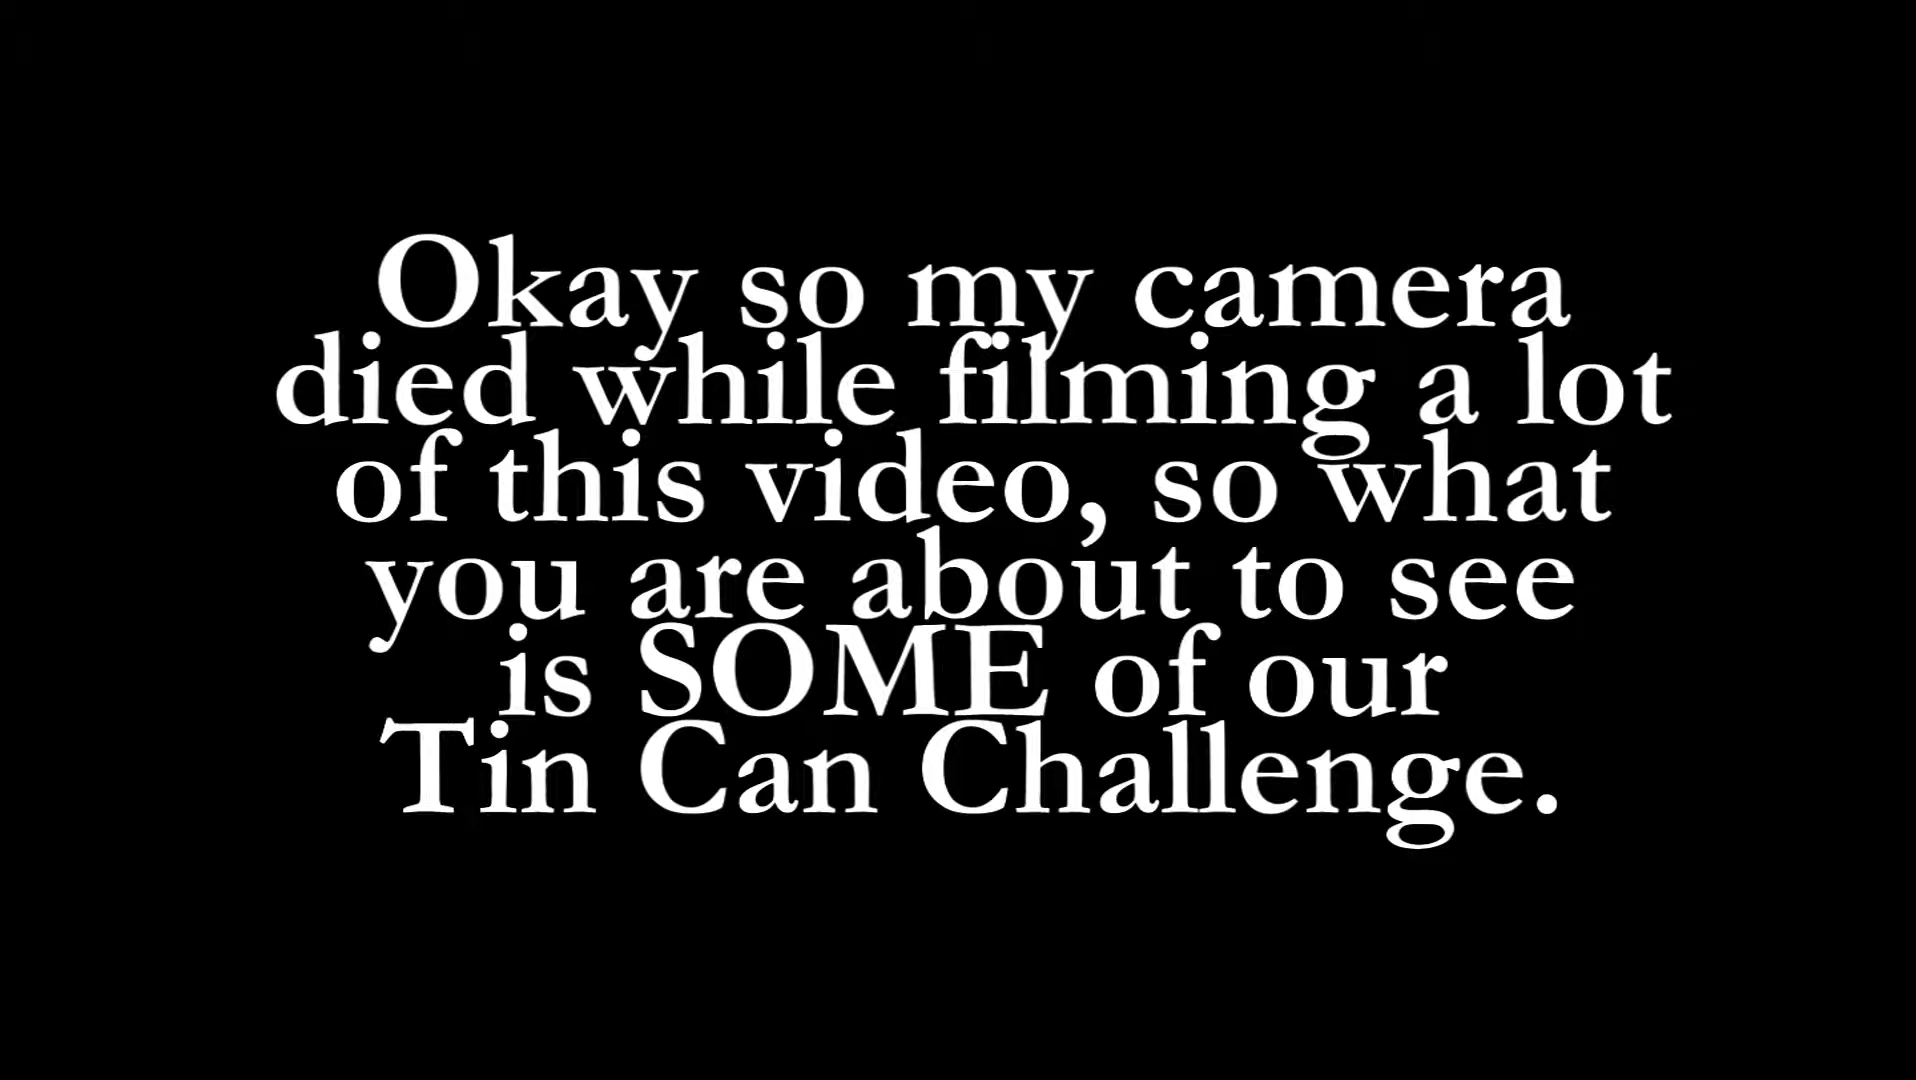 Okay so my camera
died while filming a lot
of this video, so what
you are about to see
is SOME of our
Tin Can Challenge.